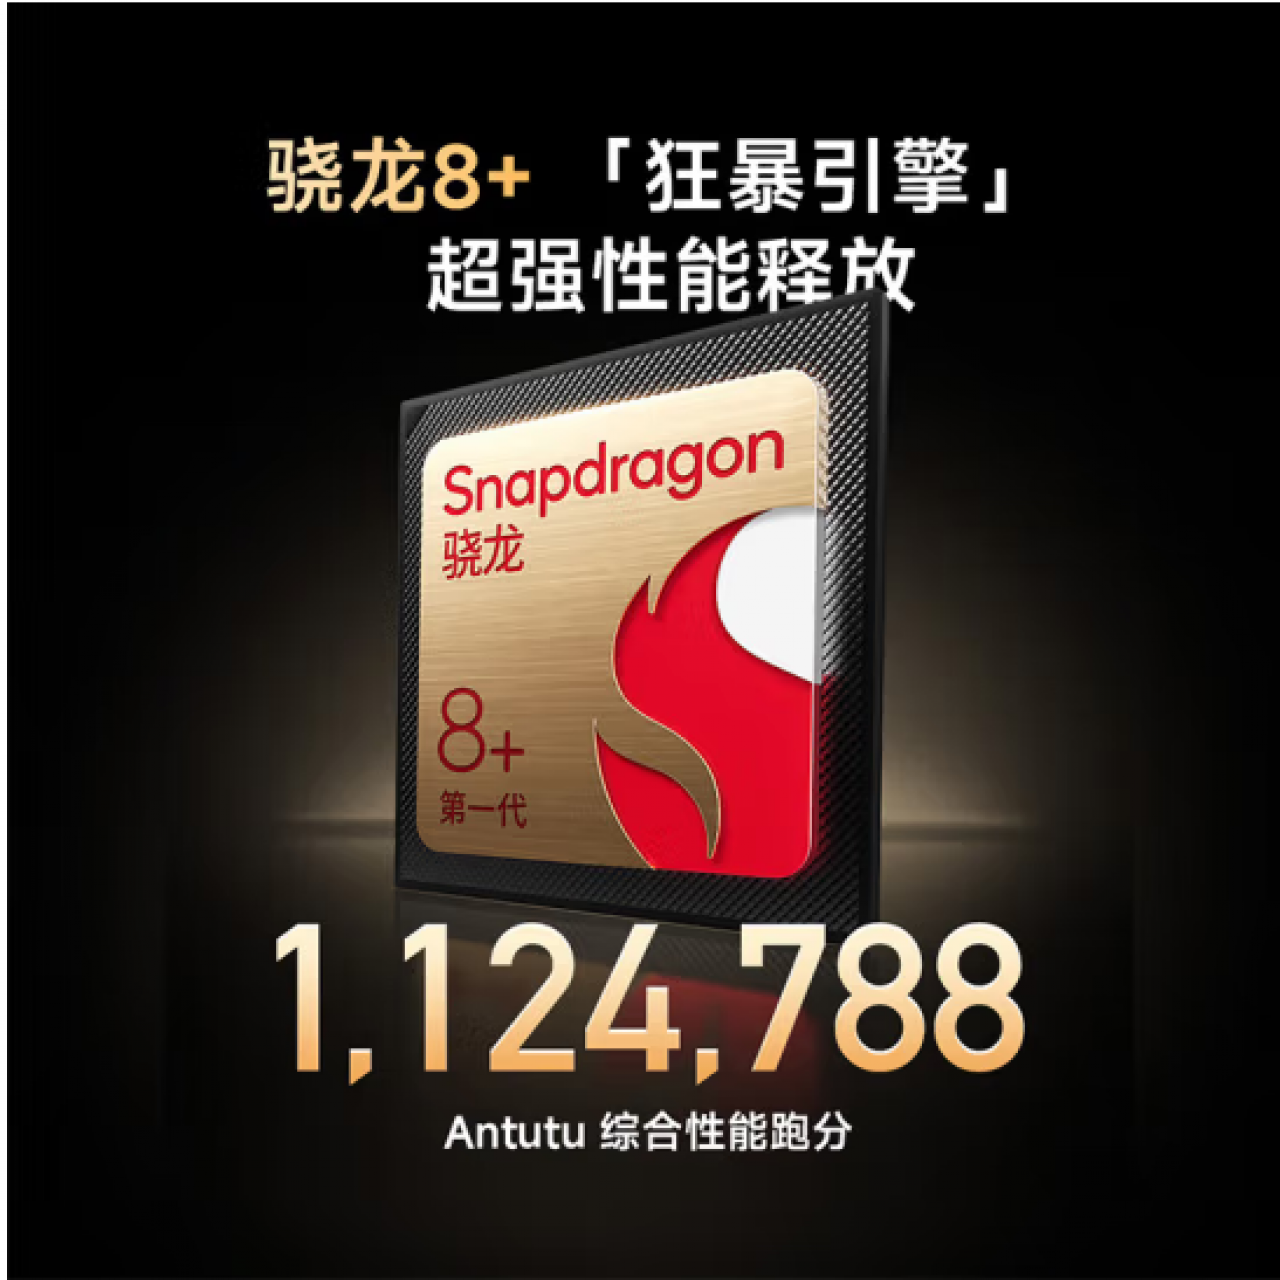 骁龙8+ 「狂暴引擎」
超强性能释放
Snapdragon
骁龙
8+
第一代
1,124,788
Antutu 综合性能跑分